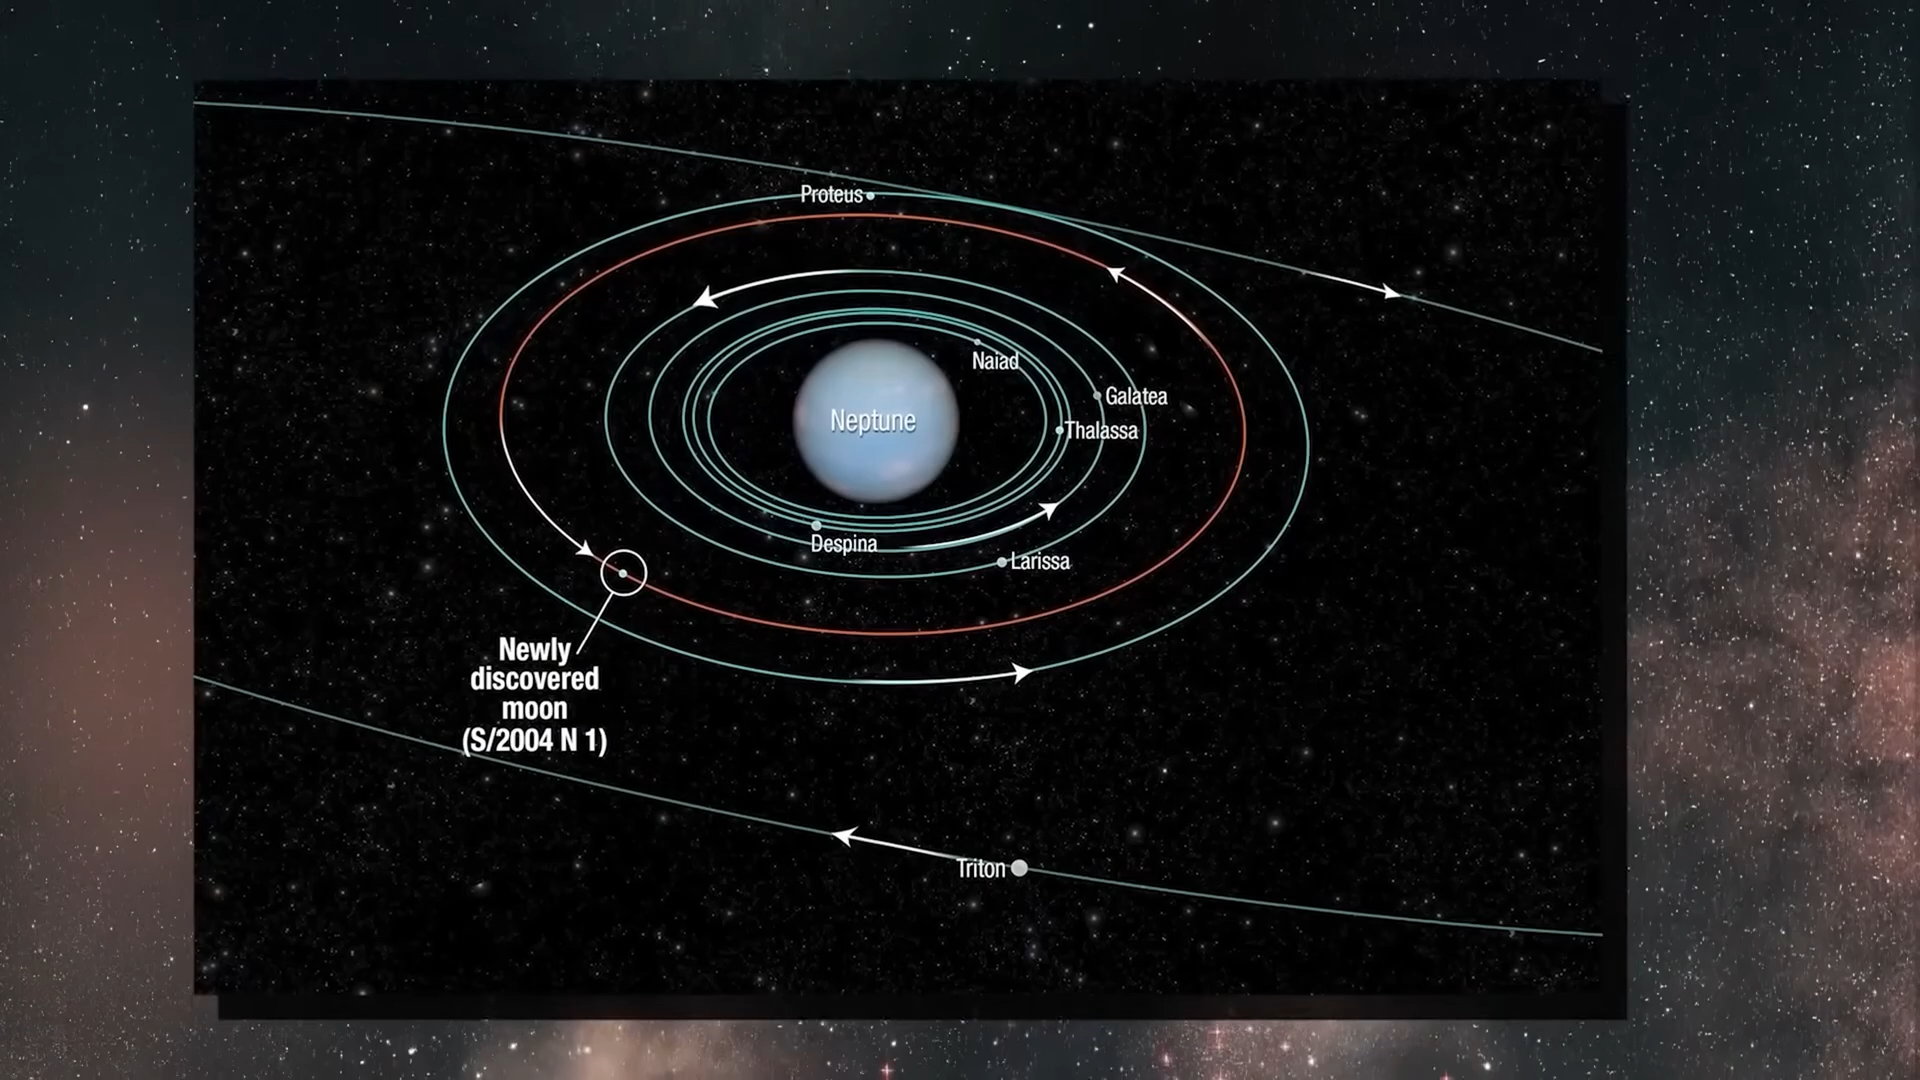 Proteus
Naiad
Galatea
Neptune
Thalassa
Despina
Larissa
Newly
discovered
moon
(S/2004 N 1)
Triton